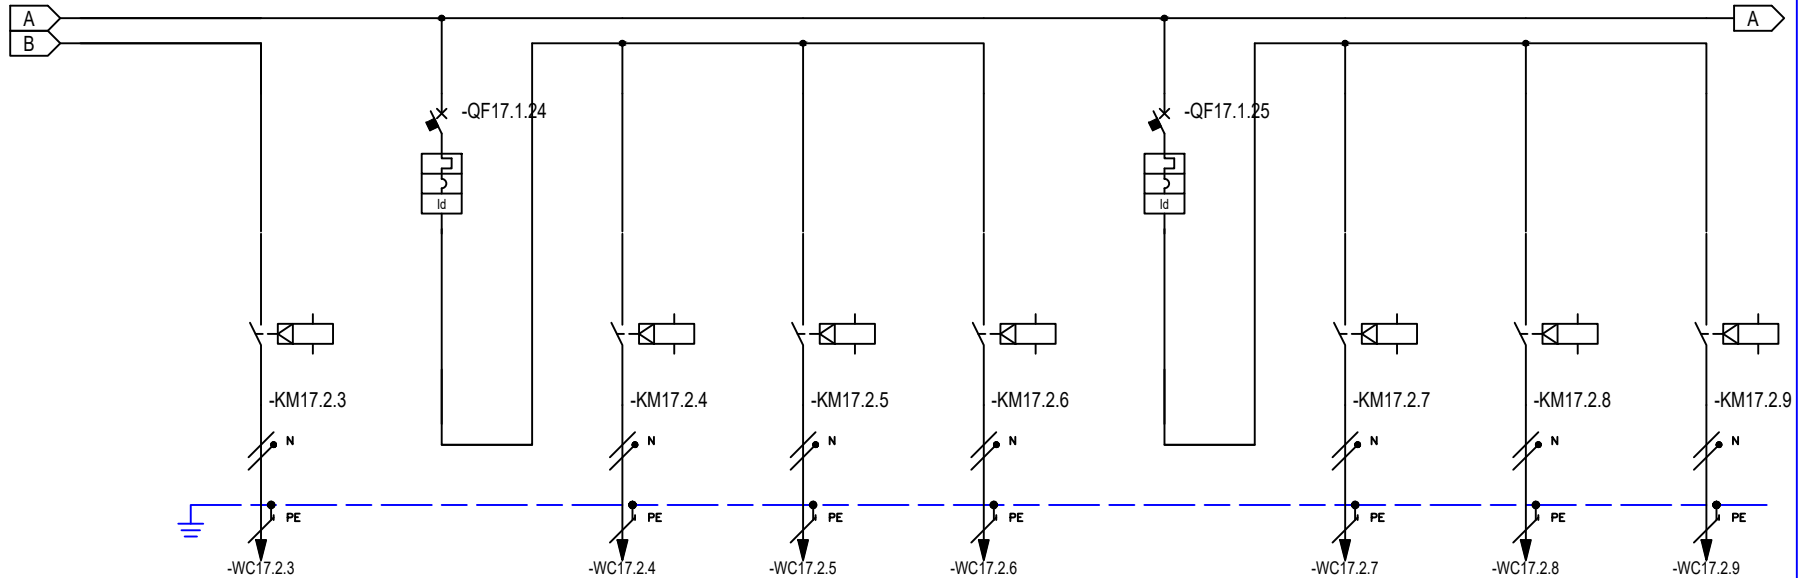 A A
B
-QF17.1.24 -QF17.1.25
Id Id
-KM17.2.3 -KM17.2.4 -KM17.2.5 -KM17.2.6 -KM17.2.7 -KM17.2.8 -KM17.2.9
N N N N N N N
PE PE PE PE PE PE PE
-WC17.2.3 -WC17.2.4 -WC17.2.5 -WC17.2.6 -WC17.2.7 -WC17.2.8 -WC17.2.9